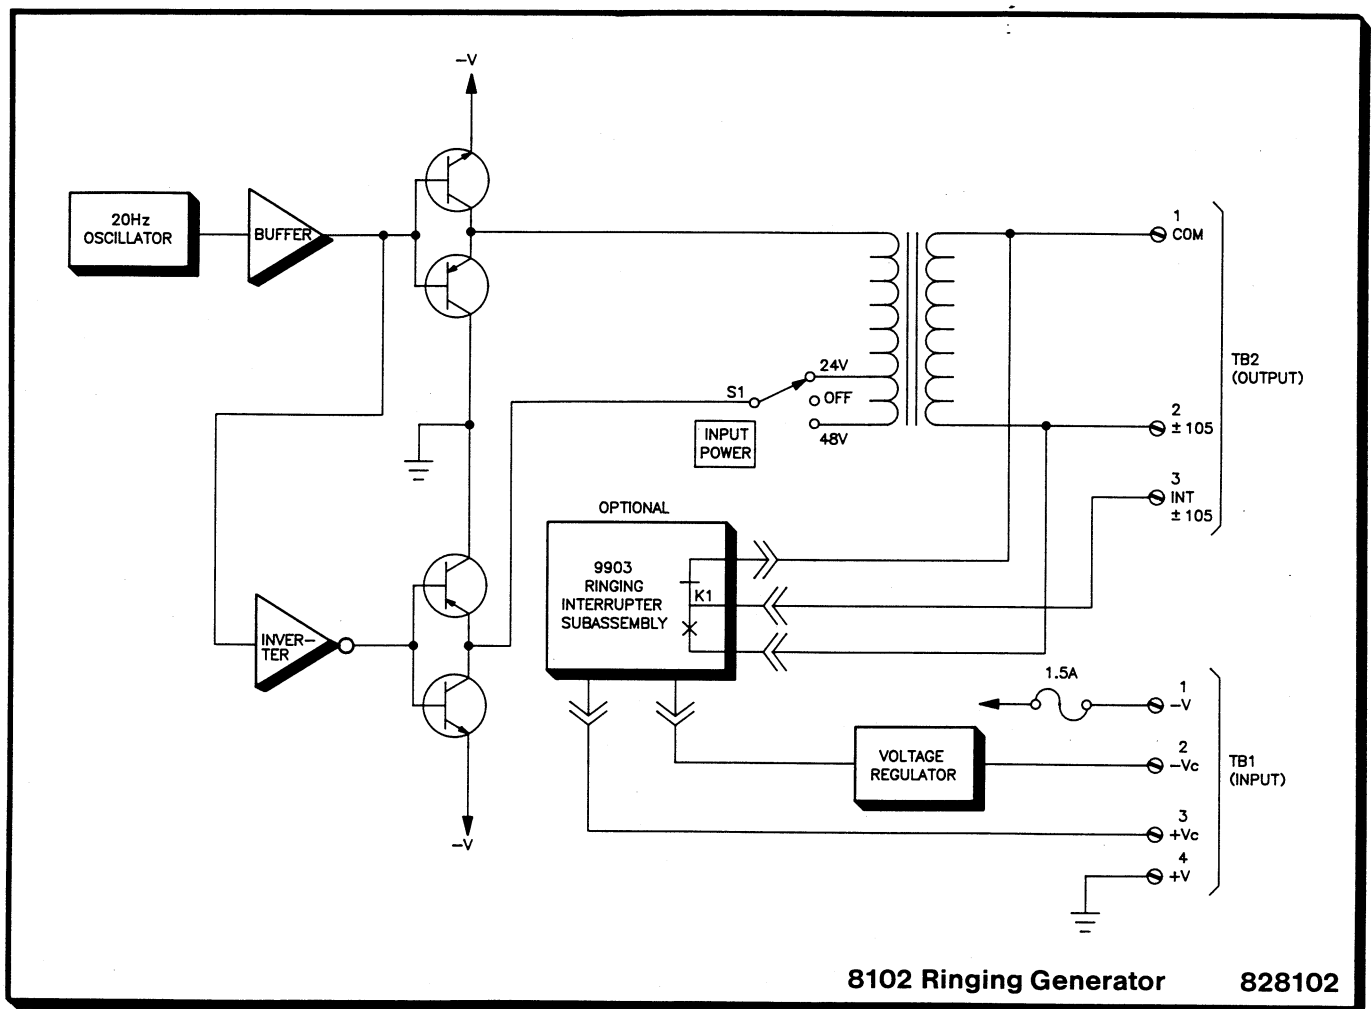 -V
20Hz
OSCILLATOR
BUFFER
1
COM
24V
S1
OFF
48V
INPUT
POWER
TB2
(OUTPUT)
2
± 105
3
INT
± 105
OPTIONAL
9903
RINGING
INTERRUPTER
SUBASSEMBLY
K1
INVER-
TER
1.5A
1
-V
VOLTAGE
REGULATOR
2
-Vc
TB1
(INPUT)
3
+Vc
4
+V
-V
8102 Ringing Generator 828102